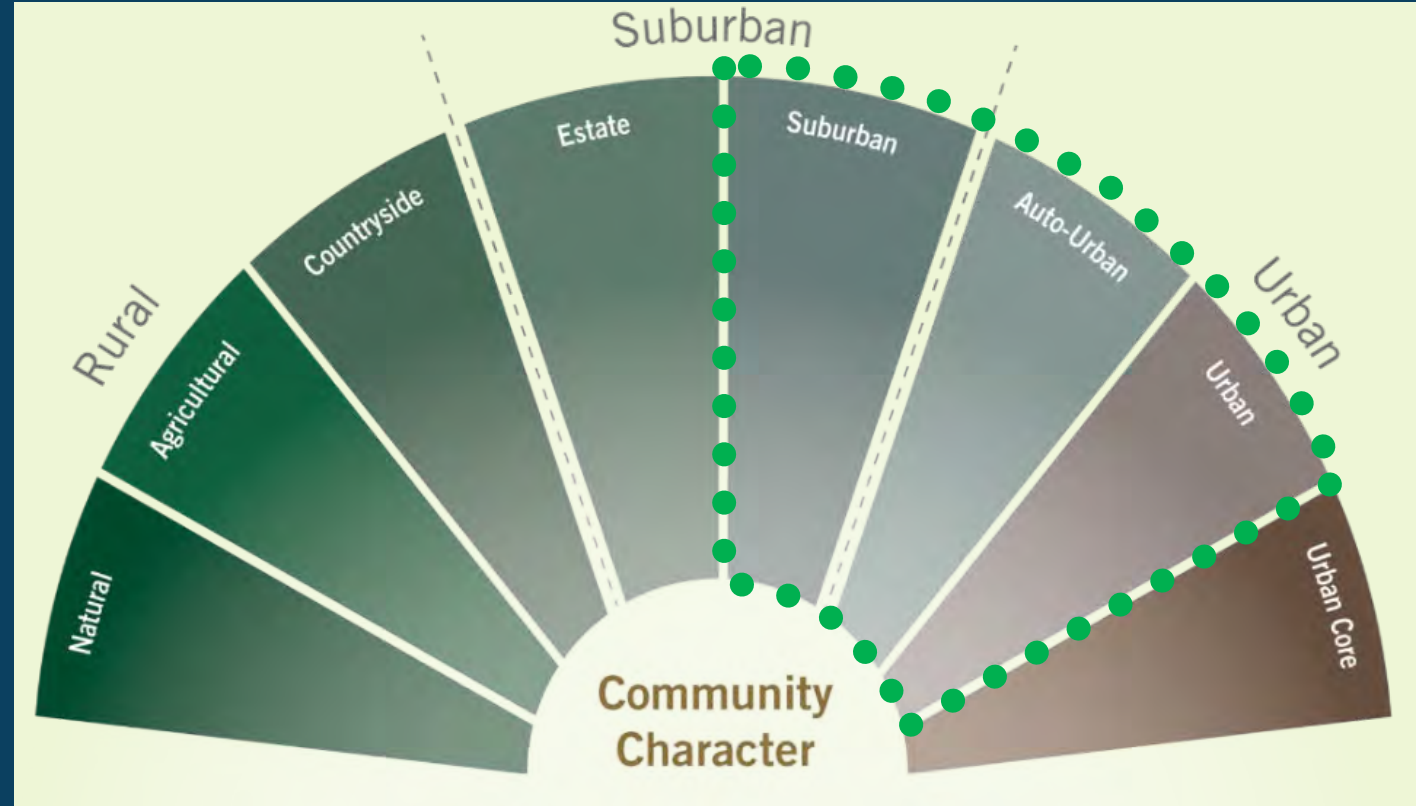 Suburban
Rural
Urban
Natural
Agricultural
Countryside
Estate
Suburban
Auto-Urban
Urban
Urban Core
Community
Character